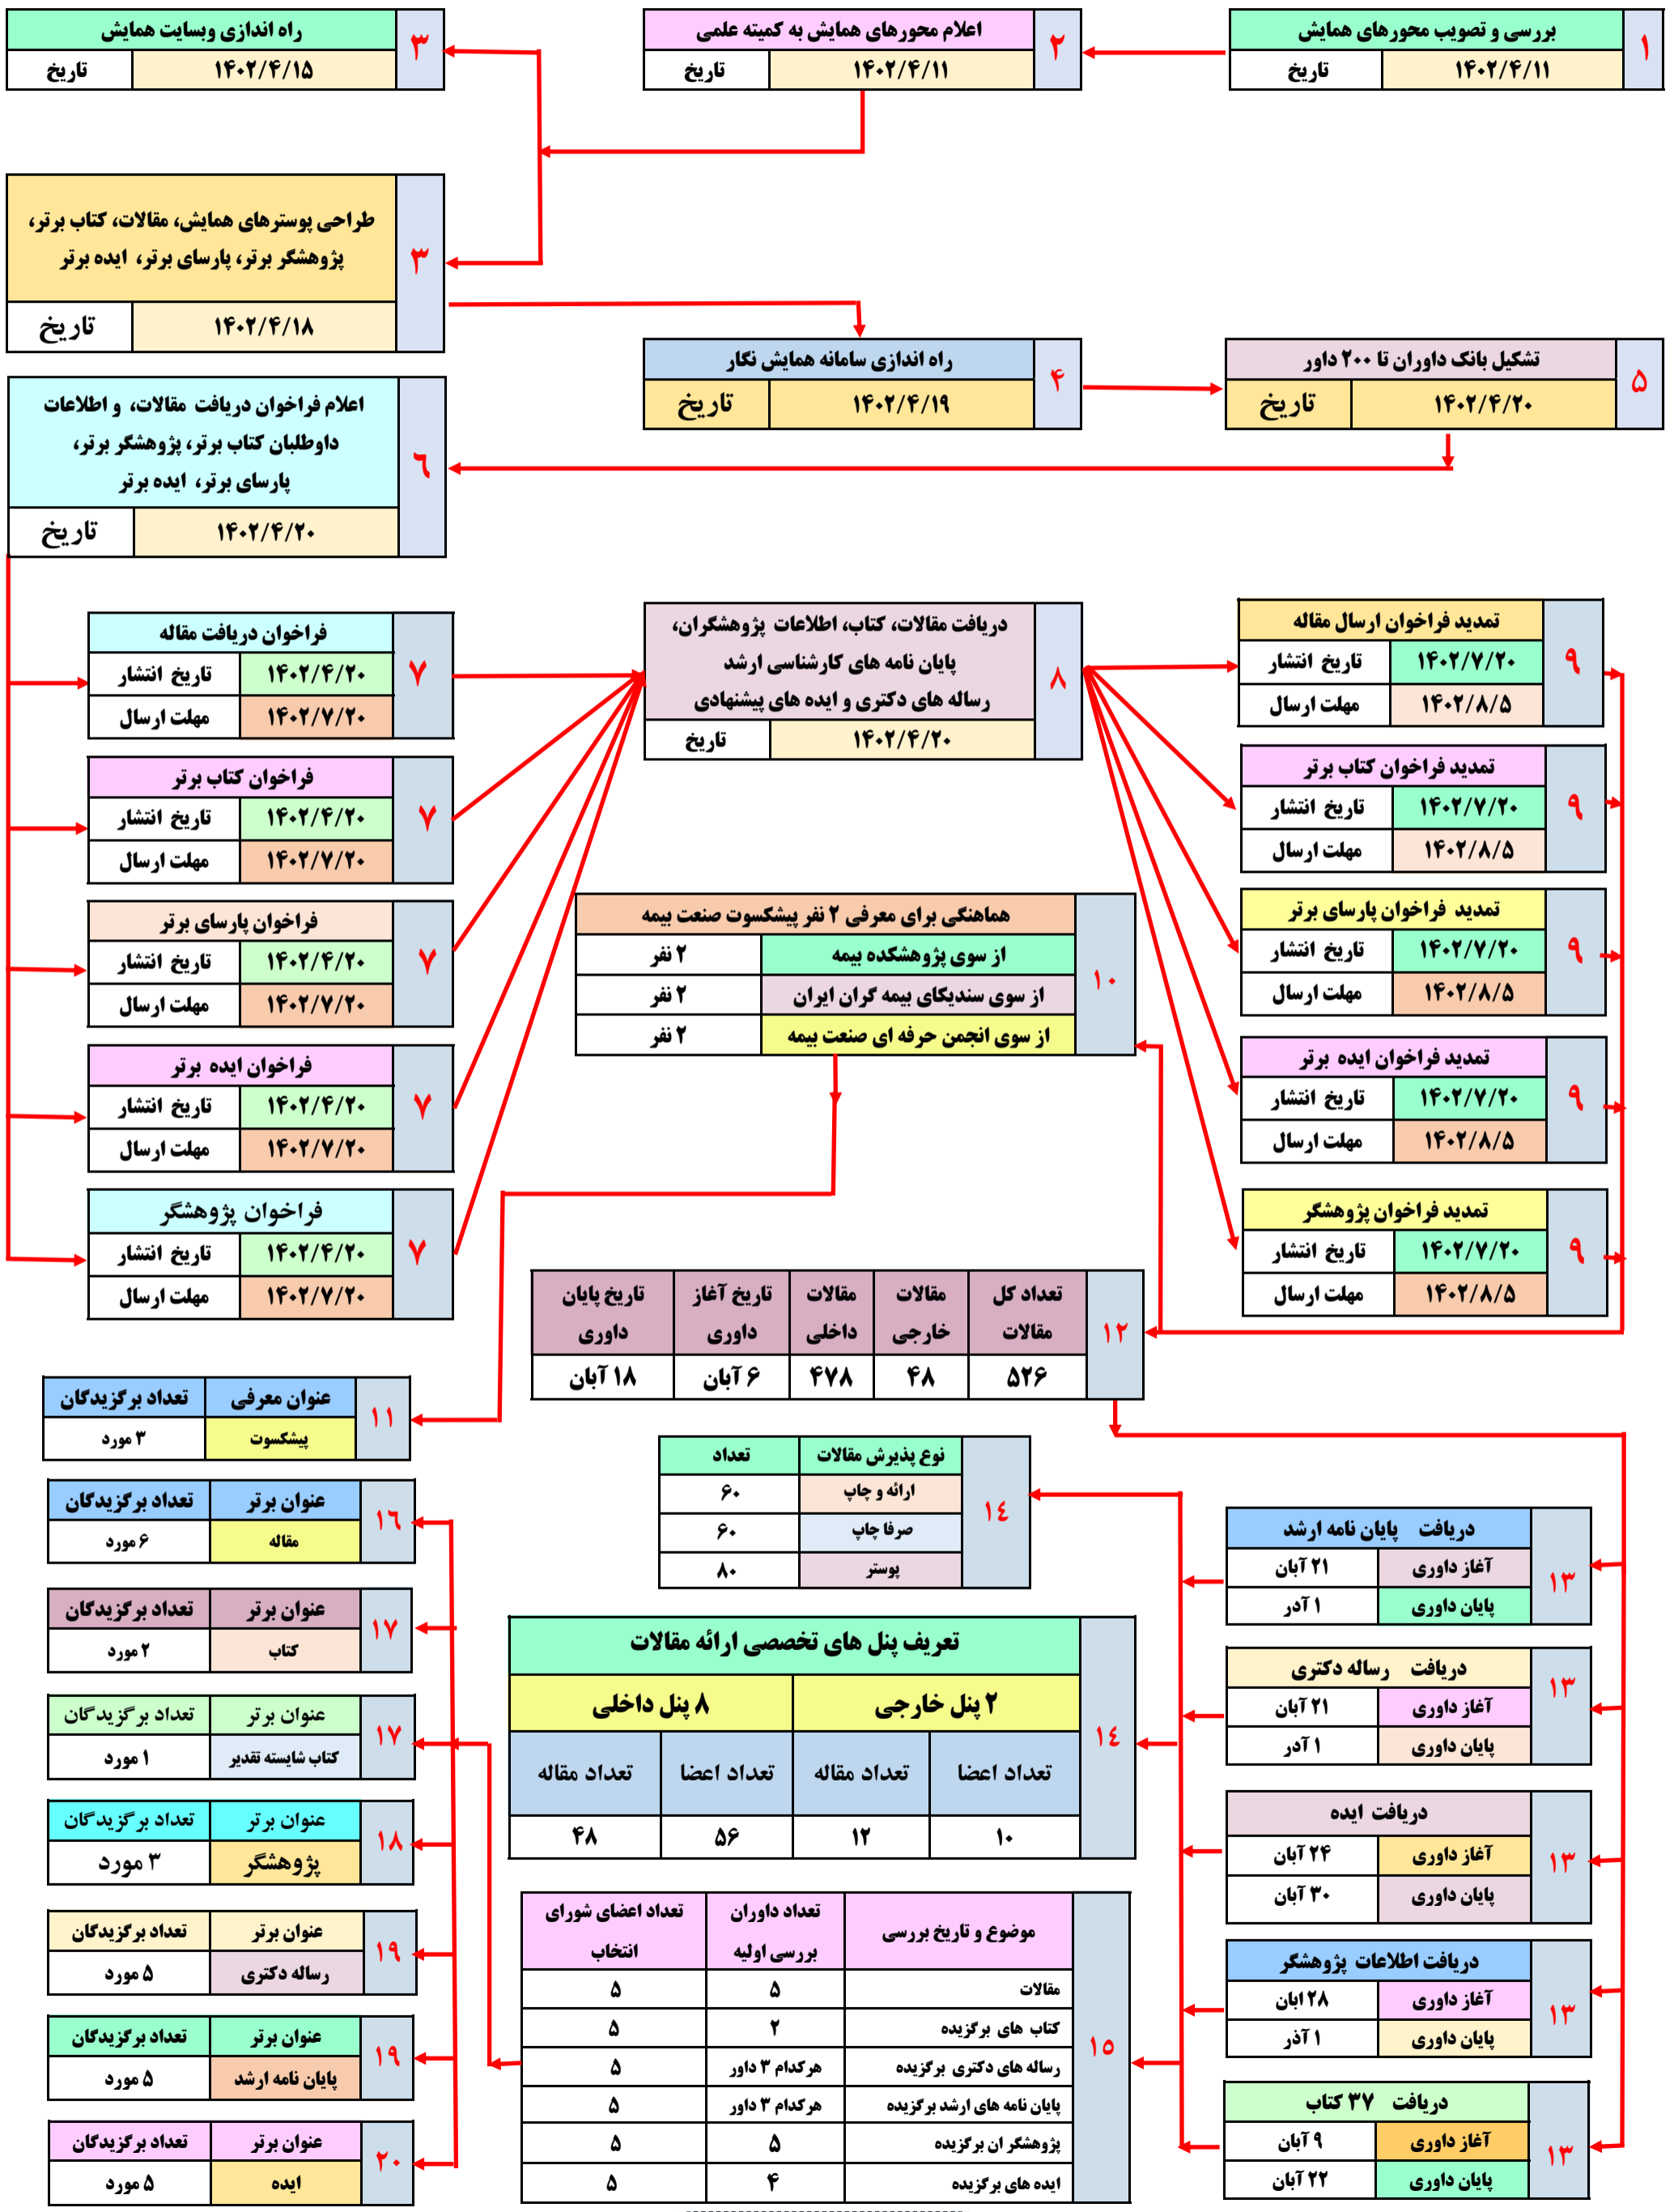 ۱
بررسی و تصویب محورهای همایش
۱۴۰۲/۴/۱۱ تاریخ
۲
اعلام محورهای همایش به کمیته علمی
۱۴۰۲/۴/۱۱ تاریخ
۳
راه اندازی وبسایت همایش
۱۴۰۲/۴/۱۵ تاریخ
۳
طراحی پوسترهای همایش، مقالات، کتاب برتر،
پژوهشگر برتر، پارسای برتر، ایده برتر
۱۴۰۲/۴/۱۸ تاریخ
۴
راه اندازی سامانه همایش نگار
۱۴۰۲/۴/۱۹ تاریخ
۵
تشکیل بانک داوران تا ۲۰۰ داور
۱۴۰۲/۴/۲۰ تاریخ
٦
اعلام فراخوان دریافت مقالات، و اطلاعات
داوطلبان کتاب برتر، پژوهشگر برتر،
پارسای برتر، ایده برتر
۱۴۰۲/۴/۲۰ تاریخ
۷
فراخوان دریافت مقاله
۱۴۰۲/۴/۲۰ تاریخ انتشار
۱۴۰۲/۷/۲۰ مهلت ارسال
۷
فراخوان کتاب برتر
۱۴۰۲/۴/۲۰ تاریخ انتشار
۱۴۰۲/۷/۲۰ مهلت ارسال
۷
فراخوان پارسای برتر
۱۴۰۲/۴/۲۰ تاریخ انتشار
۱۴۰۲/۷/۲۰ مهلت ارسال
۷
فراخوان ایده برتر
۱۴۰۲/۴/۲۰ تاریخ انتشار
۱۴۰۲/۷/۲۰ مهلت ارسال
۷
فراخوان پژوهشگر
۱۴۰۲/۴/۲۰ تاریخ انتشار
۱۴۰۲/۷/۲۰ مهلت ارسال
۸
دریافت مقالات، کتاب، اطلاعات پژوهشگران،
پایان نامه های کارشناسی ارشد
رساله های دکتری و ایده های پیشنهادی
۱۴۰۲/۴/۲۰ تاریخ
۹
تمدید فراخوان ارسال مقاله
۱۴۰۲/۷/۲۰ تاریخ انتشار
۱۴۰۲/۸/۵ مهلت ارسال
۹
تمدید فراخوان کتاب برتر
۱۴۰۲/۷/۲۰ تاریخ انتشار
۱۴۰۲/۸/۵ مهلت ارسال
۹
تمدید فراخوان پارسای برتر
۱۴۰۲/۷/۲۰ تاریخ انتشار
۱۴۰۲/۸/۵ مهلت ارسال
۹
تمدید فراخوان ایده برتر
۱۴۰۲/۷/۲۰ تاریخ انتشار
۱۴۰۲/۸/۵ مهلت ارسال
۹
تمدید فراخوان پژوهشگر
۱۴۰۲/۷/۲۰ تاریخ انتشار
۱۴۰۲/۸/۵ مهلت ارسال
۱۰
هماهنگی برای معرفی ۲ نفر پیشکسوت صنعت بیمه
از سوی پژوهشکده بیمه ۲ نفر
از سوی سندیکای بیمه گران ایران ۲ نفر
از سوی انجمن حرفه ای صنعت بیمه ۲ نفر
۱۱
عنوان معرفی تعداد برگزیدگان
پیشکسوت ۳ مورد
۱۲
تعداد کل مقالات خارجی مقالات داخلی تاریخ آغاز تاریخ پایان
مقالات خارجی داخلی داوری داوری
۵۲۶ ۴۸ ۴۷۸ ۶ آبان ۱۸ آبان
۱۳
دریافت پایان نامه ارشد
آغاز داوری ۲۱ آبان
پایان داوری ۱ آدر
۱۳
دریافت رساله دکتری
آغاز داوری ۲۱ آبان
پایان داوری ۱ آدر
۱۳
دریافت ایده
آغاز داوری ۲۴ آبان
پایان داوری ۳۰ آبان
۱۳
دریافت اطلاعات پژوهشگر
آغاز داوری ۲۸ ابان
پایان داوری ۱ آذر
۱۳
دریافت ۳۷ کتاب
آغاز داوری ۹ آبان
پایان داوری ۲۲ آبان
۱٤
نوع پذیرش مقالات تعداد
ارائه و چاپ ۶۰
صرفا چاپ ۶۰
پوستر ۸۰
۱٤
تعریف پنل های تخصصی ارائه مقالات
۲ پنل خارجی ۸ پنل داخلی
تعداد اعضا تعداد مقاله تعداد اعضا تعداد مقاله
۱۰ ۱۲ ۵۶ ۴۸
۱٥
موضوع و تاریخ بررسی تعداد داوران تعداد اعضای شورای
بررسی اولیه انتخاب
مقالات ۵ ۵
کتاب های برگزیده ۲ ۵
رساله های دکتری برگزیده هرکدام ۳ داور ۵
پایان نامه های ارشد برگزیده هرکدام ۳ داور ۵
پژوهشگر ان برگزیده ۵ ۵
ایده های برگزیده ۴ ۵
۱٦
عنوان برتر تعداد برگزیدگان
مقاله ۶ مورد
۱۷
عنوان برتر تعداد برگزیدگان
کتاب ۲ مورد
۱۷
عنوان برتر تعداد برگزیدگان
کتاب شایسته تقدیر ۱ مورد
۱۸
عنوان برتر تعداد برگزیدگان
پژوهشگر ۳ مورد
۱۹
عنوان برتر تعداد برگزیدگان
رساله دکتری ۵ مورد
۱۹
عنوان برتر تعداد برگزیدگان
پایان نامه ارشد ۵ مورد
۲۰
عنوان برتر تعداد برگزیدگان
ایده ۵ مورد